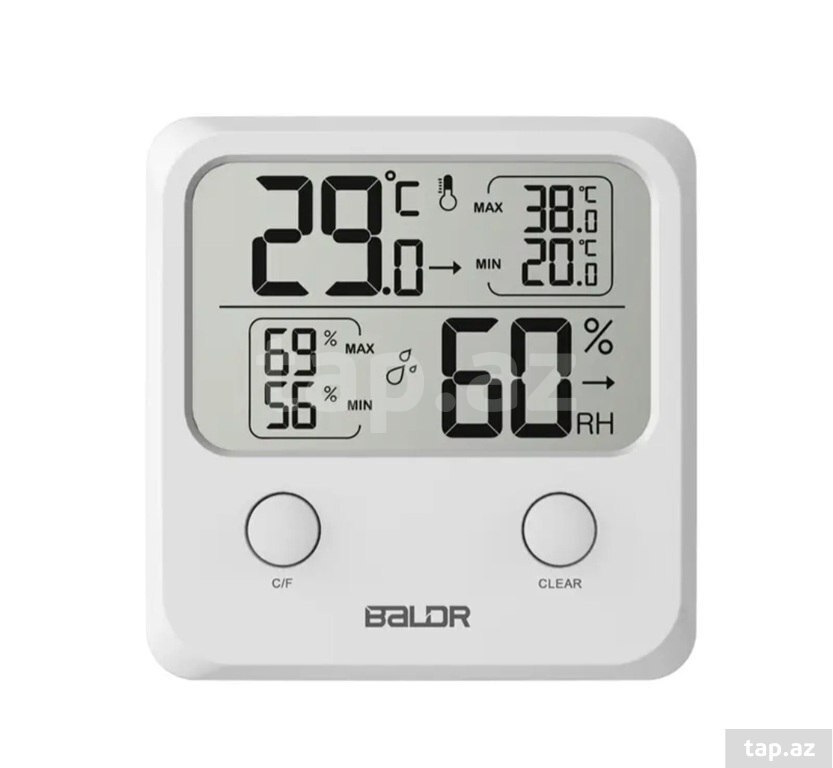 29.0 °C → MAX 38.0 °C
MIN 20.0 °C
69 % MAX
56 % MIN
60 % → RH
tap.az
C/F
CLEAR
BALDR
tap.az